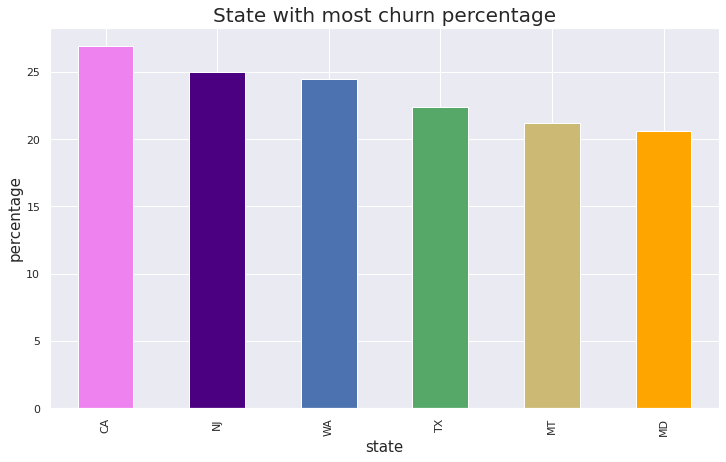 State with most churn percentage
percentage
25
20
15
10
5
0
CA
NJ
WA
TX
MT
MD
state